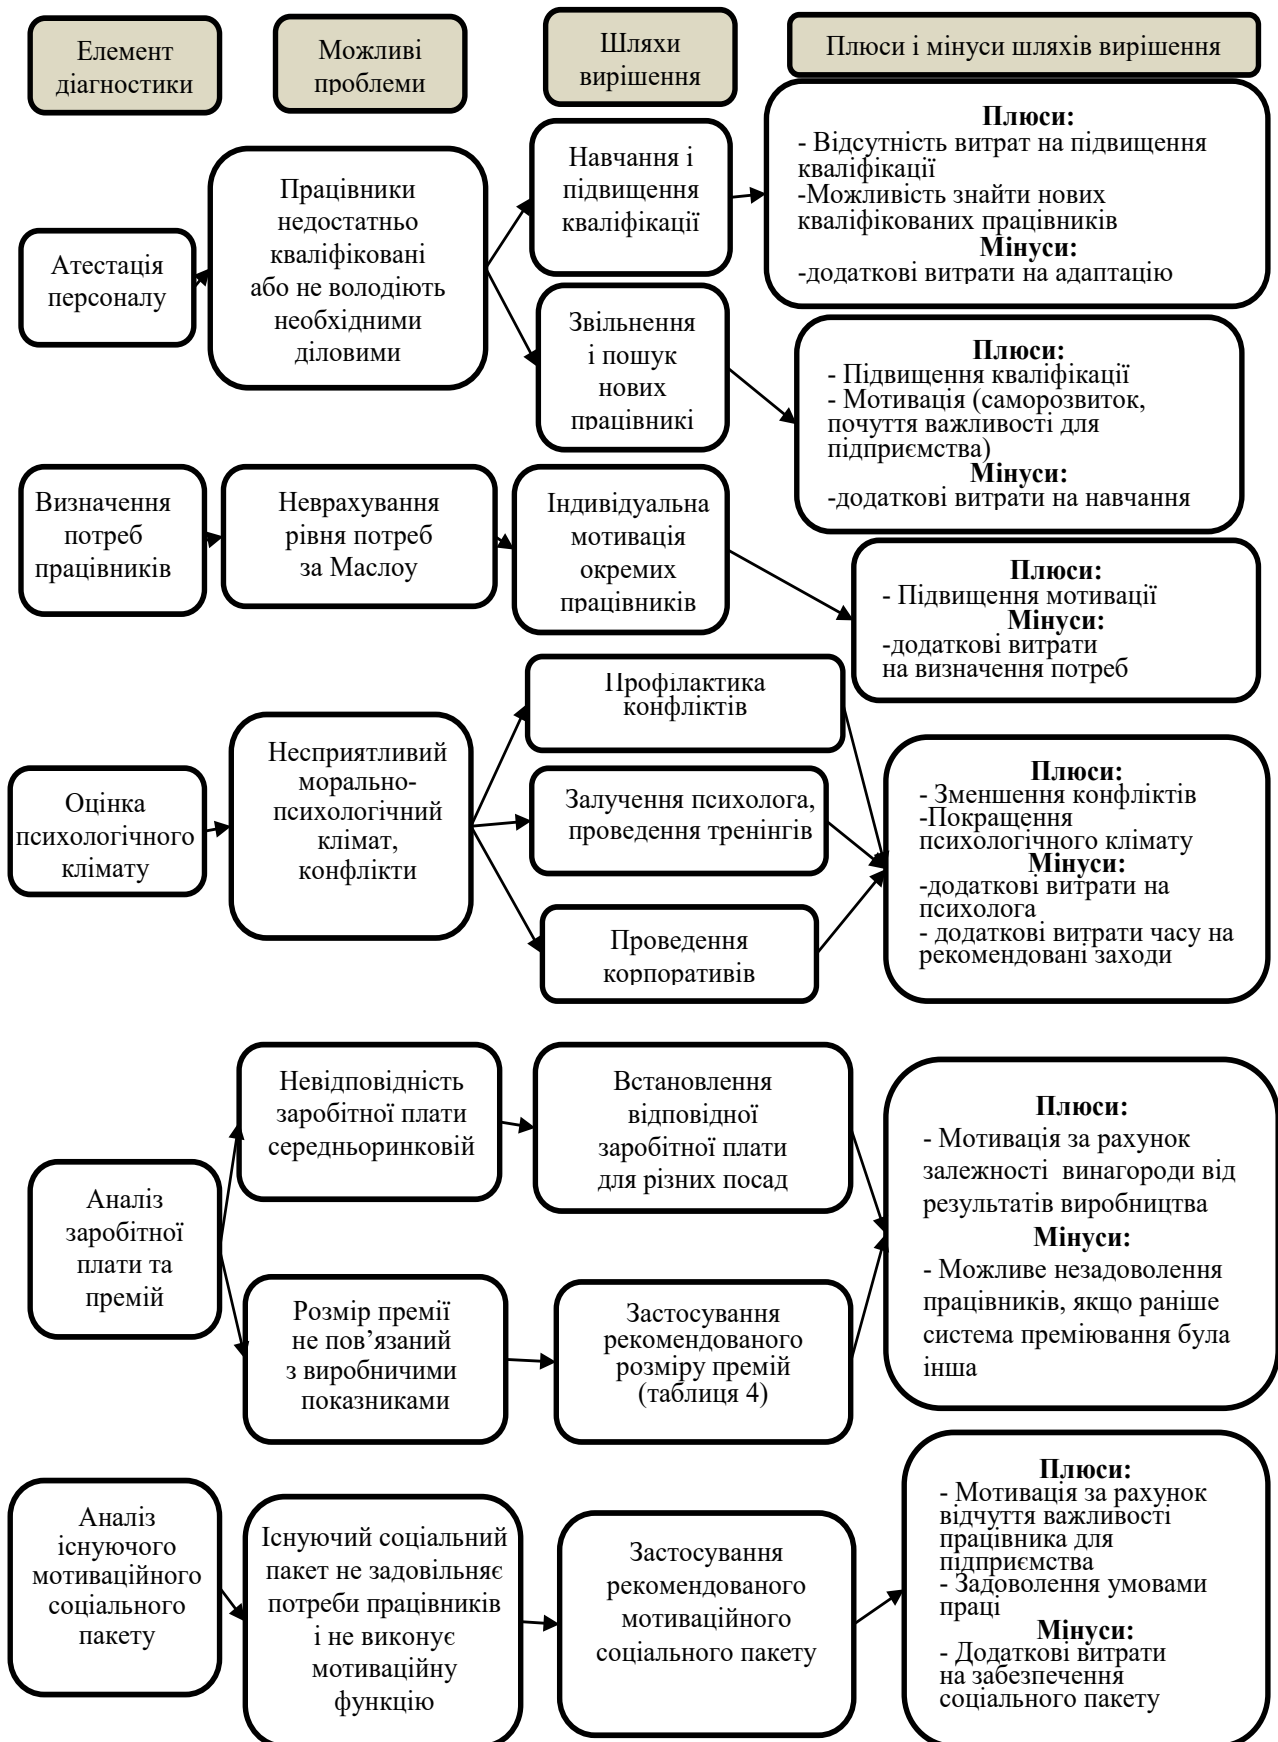 Елемент
діагностики
Можливі
проблеми
Шляхи
вирішення
Плюси і мінуси шляхів вирішення
Атестація
персоналу
Працівники
недостатньо
кваліфіковані
або не володіють
необхідними
діловими
Навчання і
підвищення
кваліфікації
Плюси:
- Відсутність витрат на підвищення
кваліфікації
-Можливість знайти нових
кваліфікованих працівників
Мінуси:
-додаткові витрати на адаптацію
Звільнення
і пошук
нових
працівникі
Плюси:
- Підвищення кваліфікації
- Мотивація (саморозвиток,
почуття важливості для
підприємства)
Мінуси:
-додаткові витрати на навчання
Визначення
потреб
працівників
Неврахування
рівня потреб
за Маслоу
Індивідуальна
мотивація
окремих
працівників
Плюси:
- Підвищення мотивації
Мінуси:
-додаткові витрати
на визначення потреб
Оцінка
психологічного
клімату
Несприятливий
морально-
психологічний
клімат,
конфлікти
Профілактика
конфліктів
Залучення психолога,
проведення тренінгів
Проведення
корпоративів
Плюси:
- Зменшення конфліктів
-Покращення
психологічного клімату
Мінуси:
-додаткові витрати на
психолога
- додаткові витрати часу на
рекомендовані заходи
Аналіз
заробітної
плати та
премій
Невідповідність
заробітної плати
середньоринковій
Встановлення
відповідної
заробітної плати
для різних посад
Розмір премії
не пов’язаний
з виробничими
показниками
Застосування
рекомендованого
розміру премій
(таблиця 4)
Плюси:
- Мотивація за рахунок
залежності винагороди від
результатів виробництва
Мінуси:
- Можливе незадоволення
працівників, якщо раніше
система преміювання була
інша
Аналіз
існуючого
мотиваційного
соціального
пакету
Існуючий соціальний
пакет не задовільняє
потреби працівників
і не виконує
мотиваційну
функцію
Застосування
рекомендованого
мотиваційного
соціального пакету
Плюси:
- Мотивація за рахунок
відчуття важливості
працівника для
підприємства
- Задоволення умовами
праці
Мінуси:
- Додаткові витрати
на забезпечення
соціального пакету